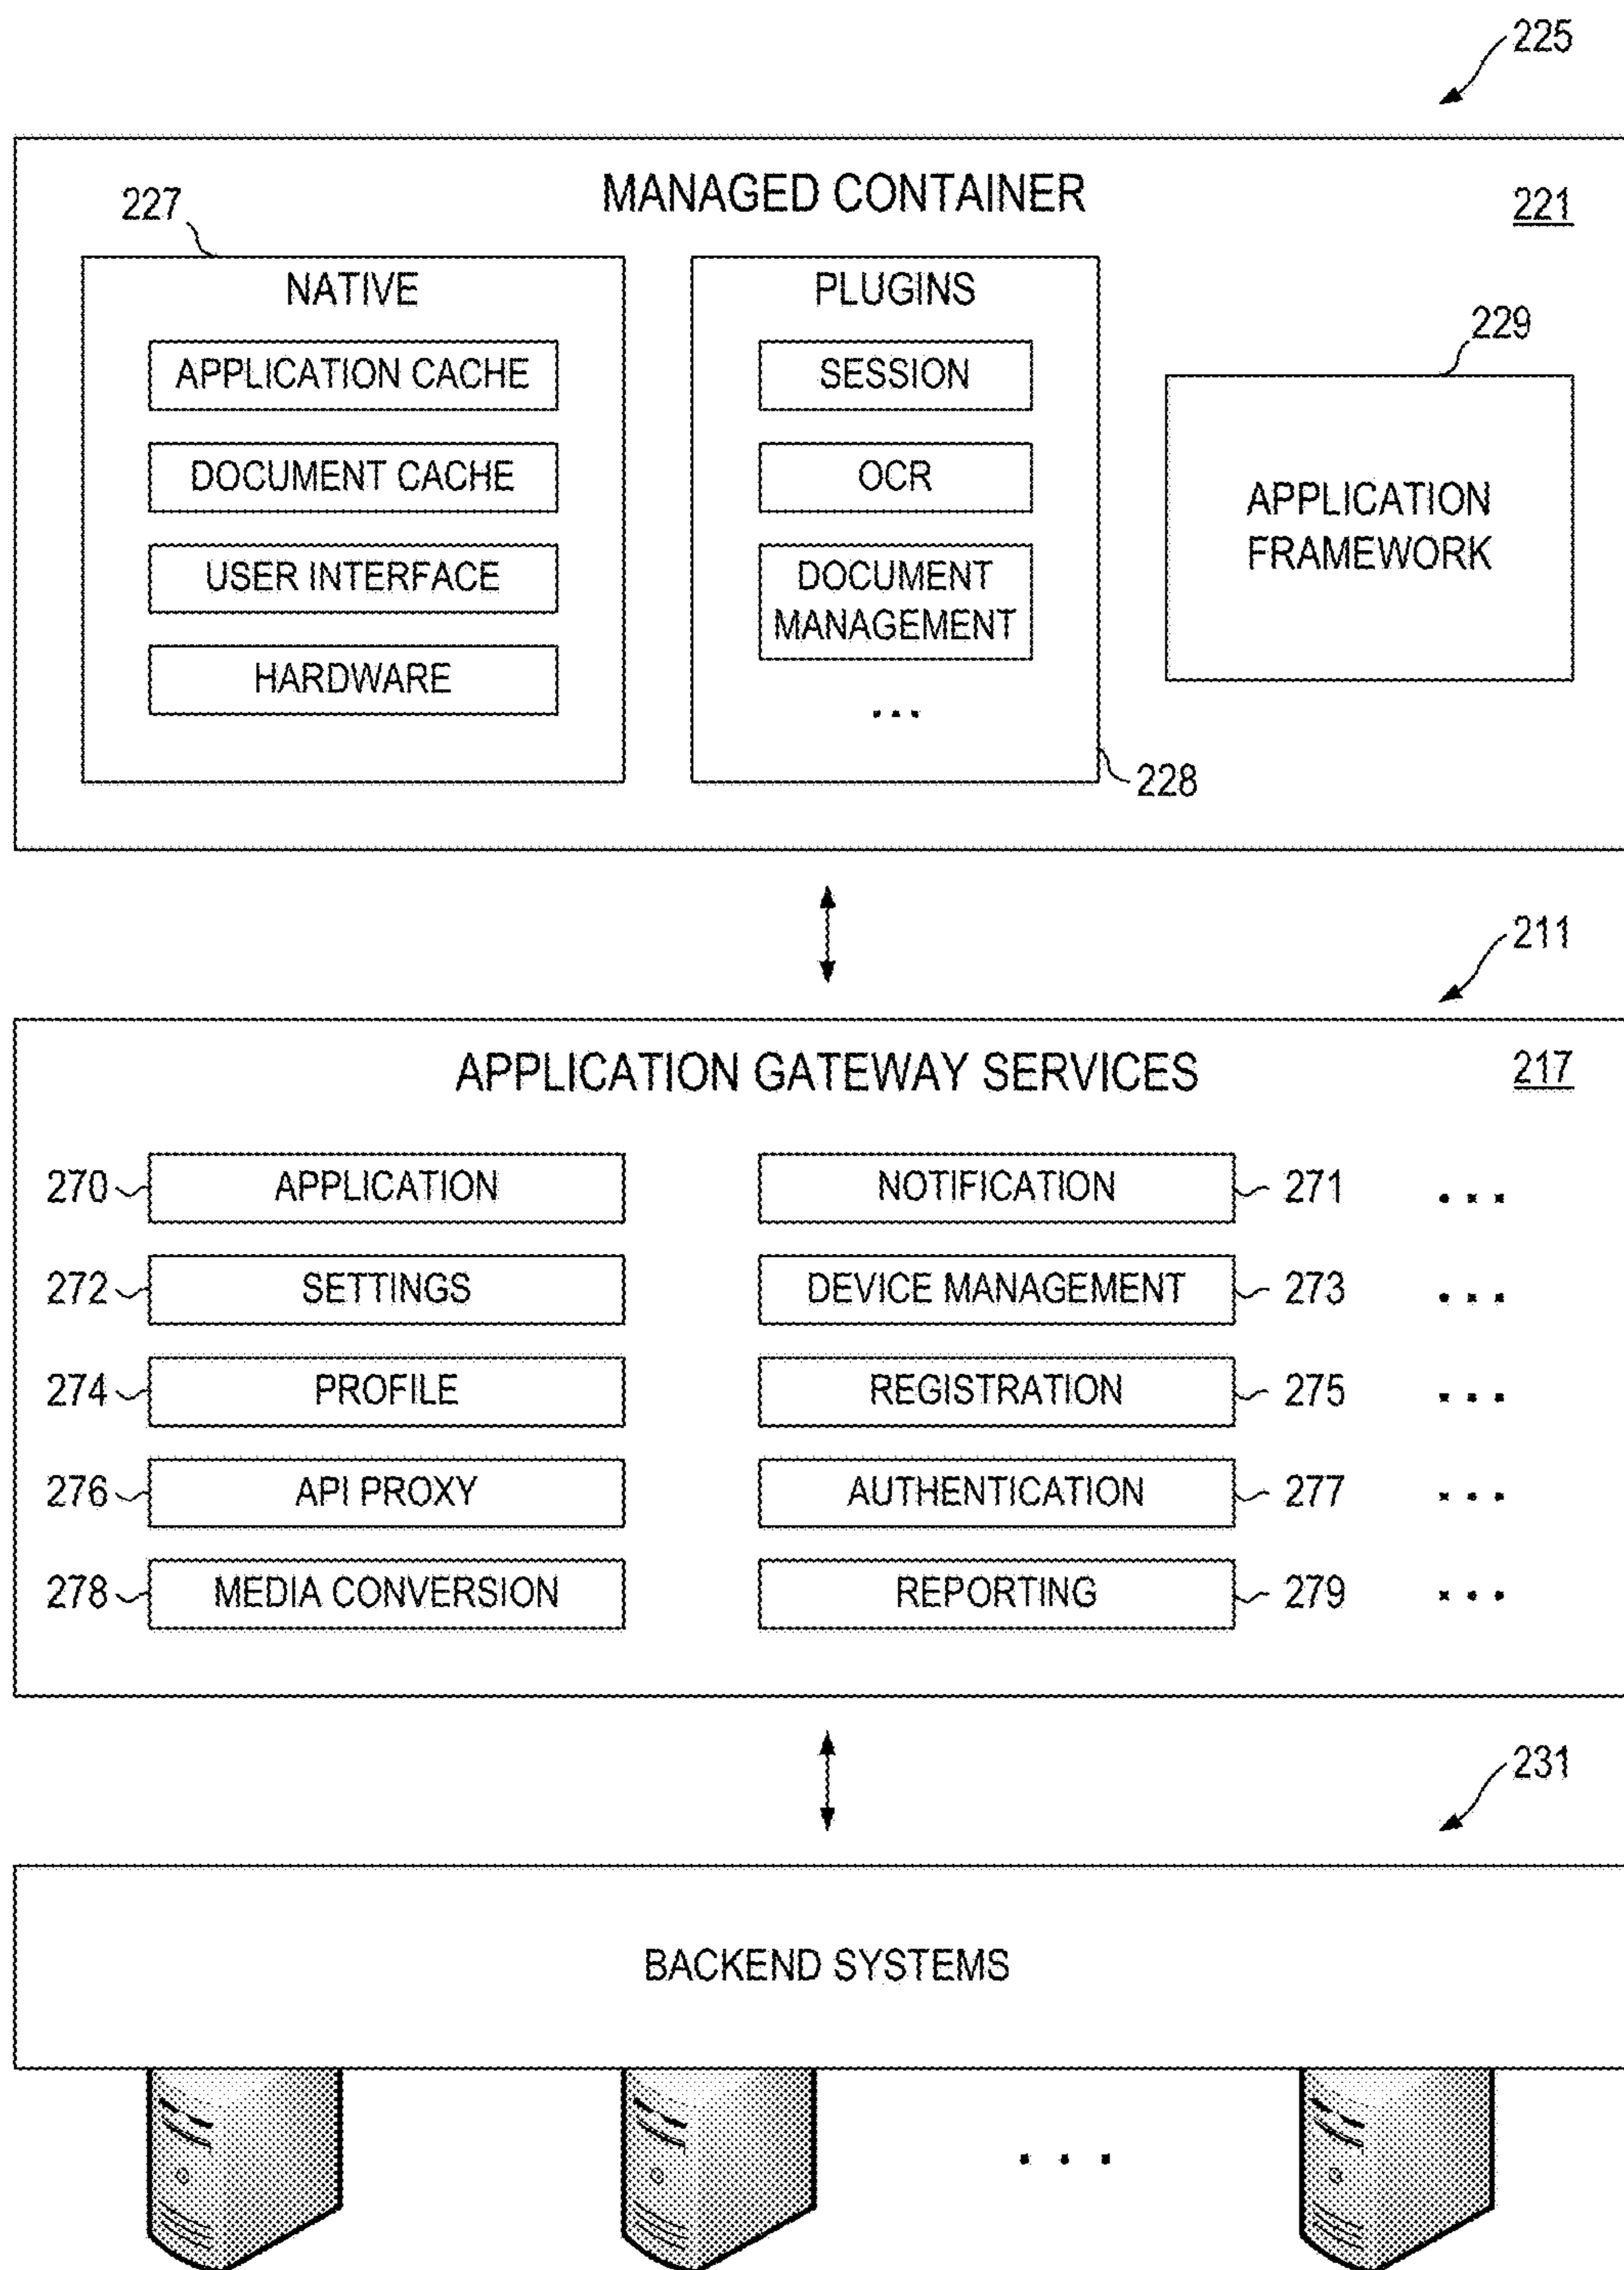 225
MANAGED CONTAINER
221
227
NATIVE
APPLICATION CACHE
DOCUMENT CACHE
USER INTERFACE
HARDWARE
PLUGINS
SESSION
OCR
DOCUMENT
MANAGEMENT
...
228
229
APPLICATION
FRAMEWORK
211
APPLICATION GATEWAY SERVICES
217
270 APPLICATION NOTIFICATION 271 ...
272 SETTINGS DEVICE MANAGEMENT 273 ...
274 PROFILE REGISTRATION 275 ...
276 API PROXY AUTHENTICATION 277 ...
278 MEDIA CONVERSION REPORTING 279 ...
231
BACKEND SYSTEMS
...